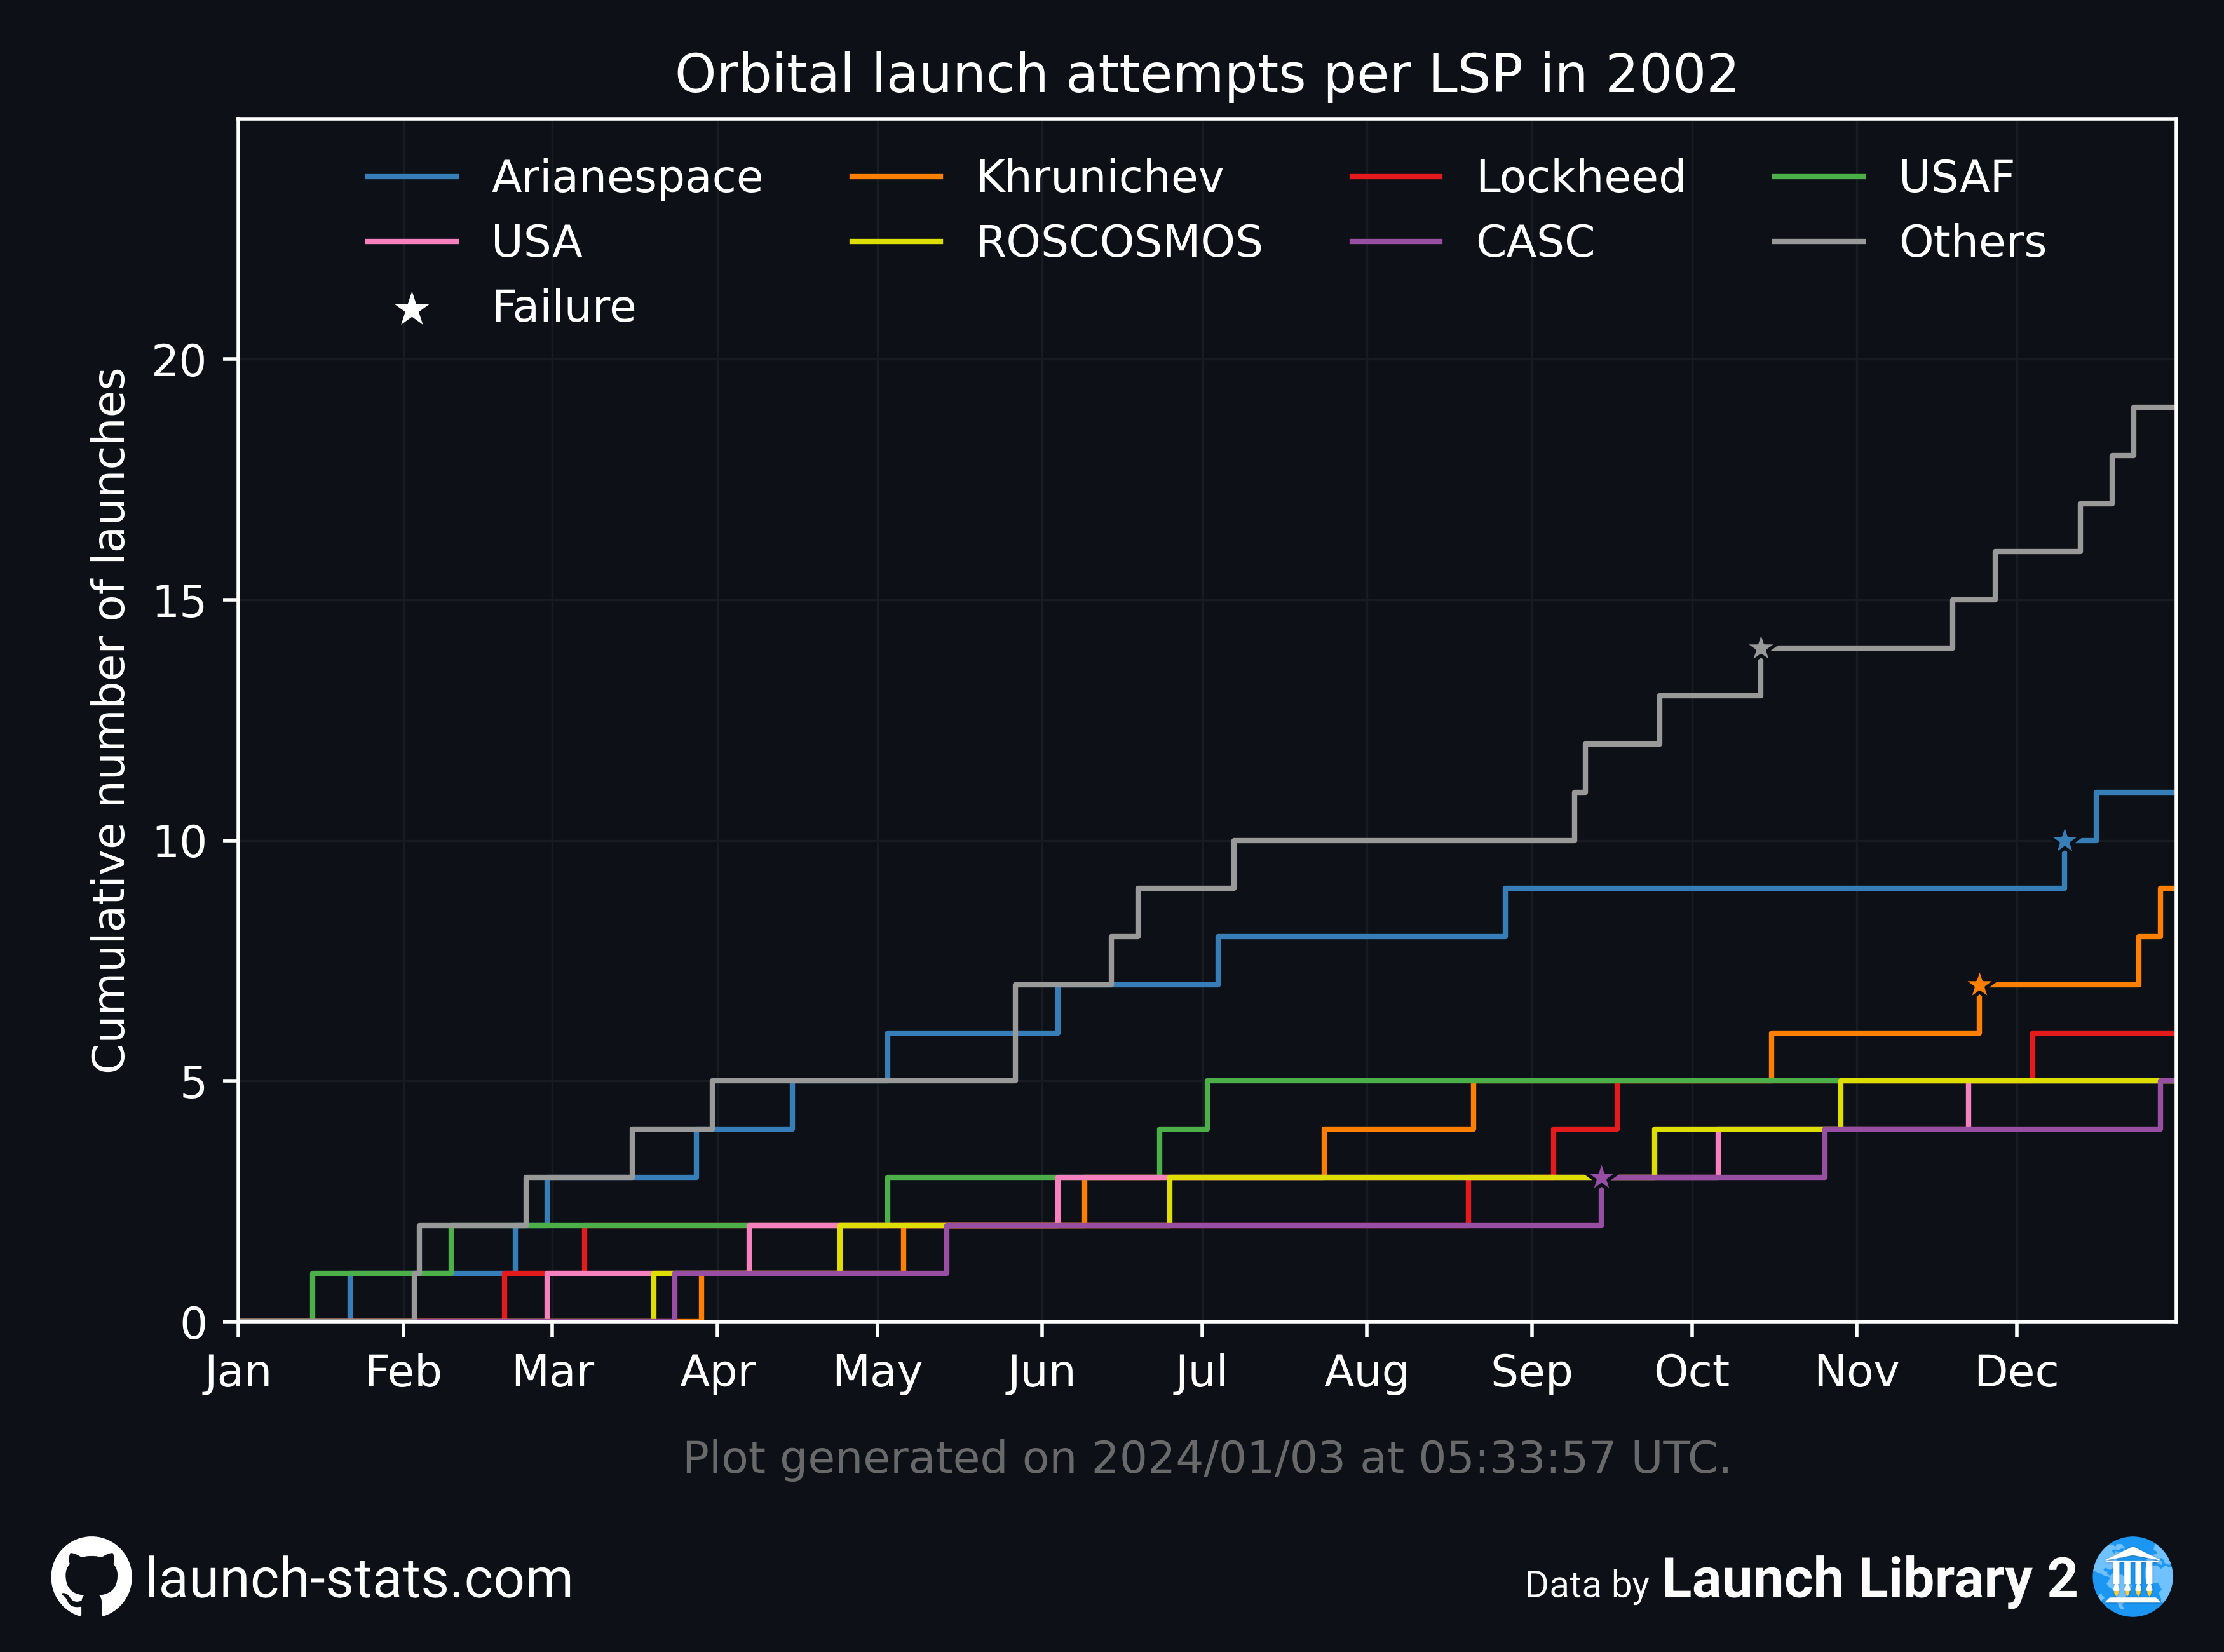 Orbital launch attempts per LSP in 2002
Arianespace Khrunichev Lockheed USAF
USA ROSCOSMOS CASC Others
Failure
Cumulative number of launches
20
15
10
5
0
Jan Feb Mar Apr May Jun Jul Aug Sep Oct Nov Dec
Plot generated on 2024/01/03 at 05:33:57 UTC.
launch-stats.com
Data by Launch Library 2